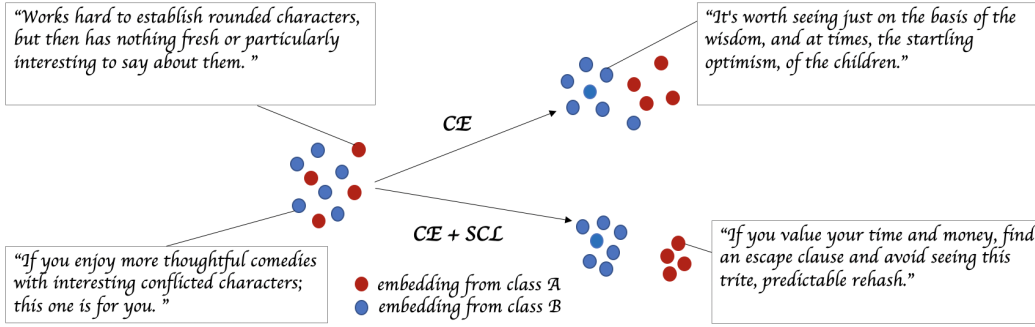 "Works hard to establish rounded characters,
but then has nothing fresh or particularly
interesting to say about them. "
"It's worth seeing just on the basis of the
wisdom, and at times, the startling
optimism, of the children."
CE
CE + SCL
"If you enjoy more thoughtful comedies
with interesting conflicted characters;
this one is for you. "
"If you value your time and money, find
an escape clause and avoid seeing this
trite, predictable rehash."
embedding from class A
embedding from class B